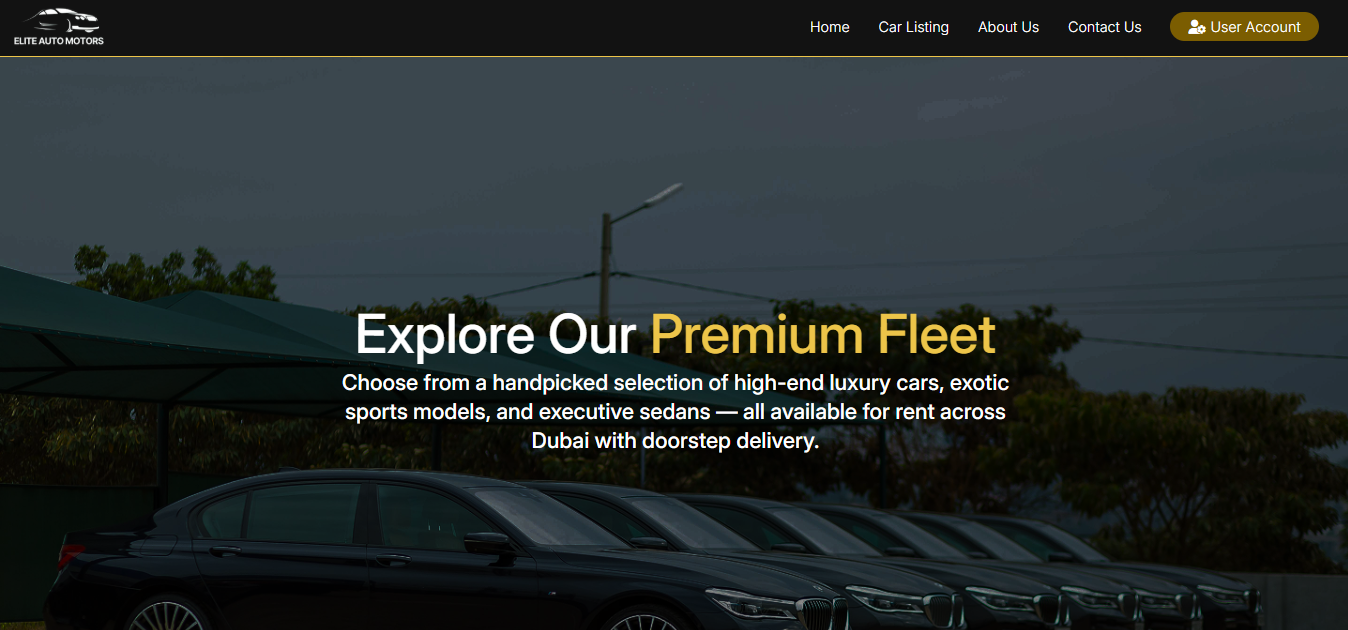 ELITE AUTO MOTORS
Home
Car Listing
About Us
Contact Us
User Account
Explore Our Premium Fleet
Choose from a handpicked selection of high-end luxury cars, exotic
sports models, and executive sedans — all available for rent across
Dubai with doorstep delivery.